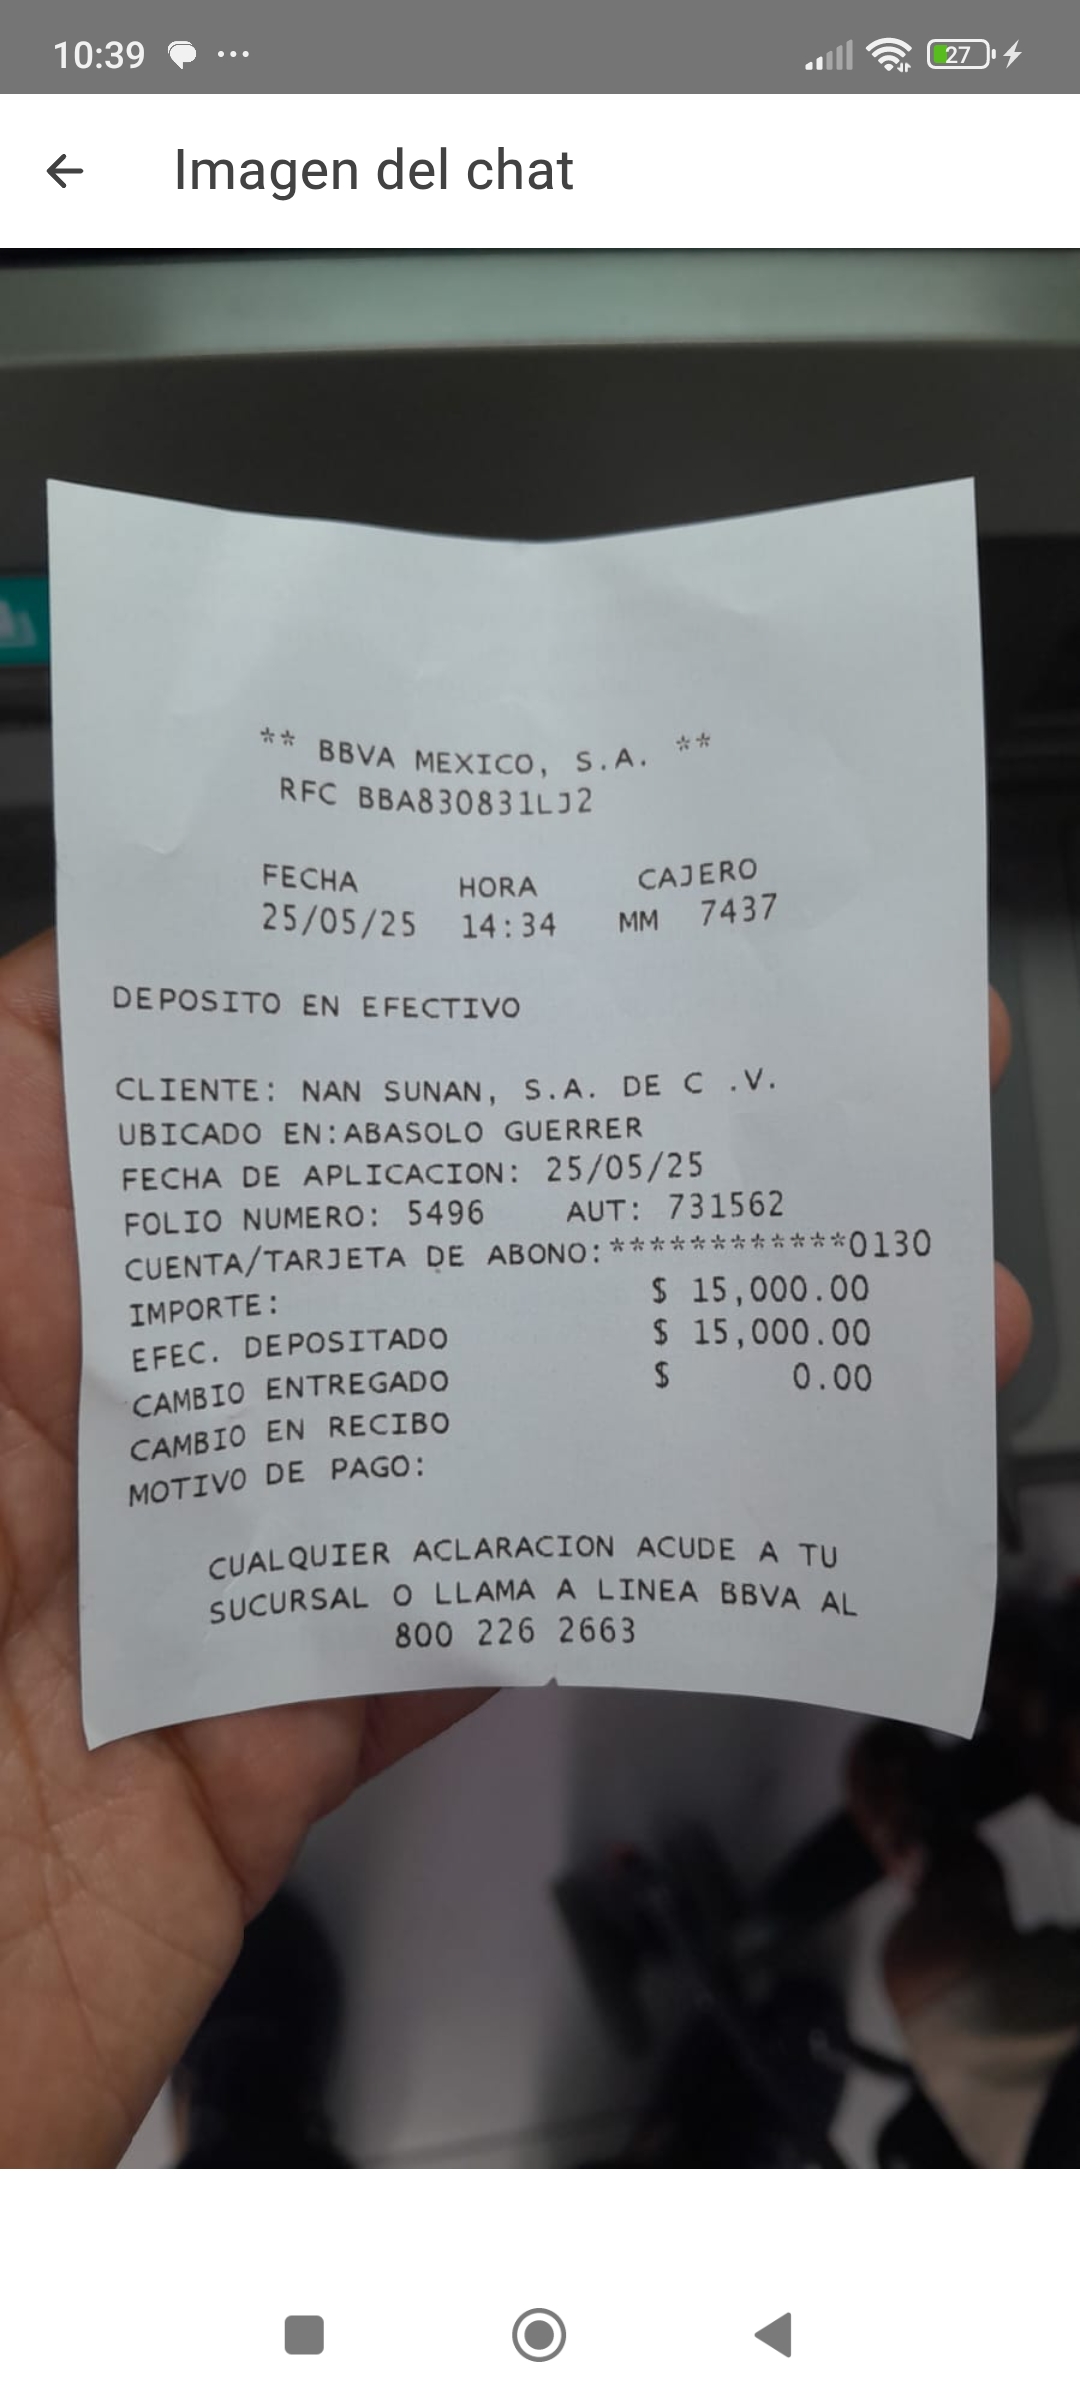 10:39
27
Imagen del chat
** BBVA MEXICO, S.A. **
RFC BBA830831LJ2
FECHA HORA CAJERO
25/05/25 14:34 MM 7437
DEPOSITO EN EFECTIVO
CLIENTE: NAN SUNAN, S.A. DE C .V.
UBICADO EN:ABASOLO GUERRER
FECHA DE APLICACION: 25/05/25
FOLIO NUMERO: 5496 AUT: 731562
CUENTA/TARJETA DE ABONO:************0130
IMPORTE: $ 15,000.00
EFEC. DEPOSITADO $ 15,000.00
CAMBIO ENTREGADO $ 0.00
CAMBIO EN RECIBO
MOTIVO DE PAGO:
CUALQUIER ACLARACION ACUDE A TU
SUCURSAL O LLAMA A LINEA BBVA AL
800 226 2663